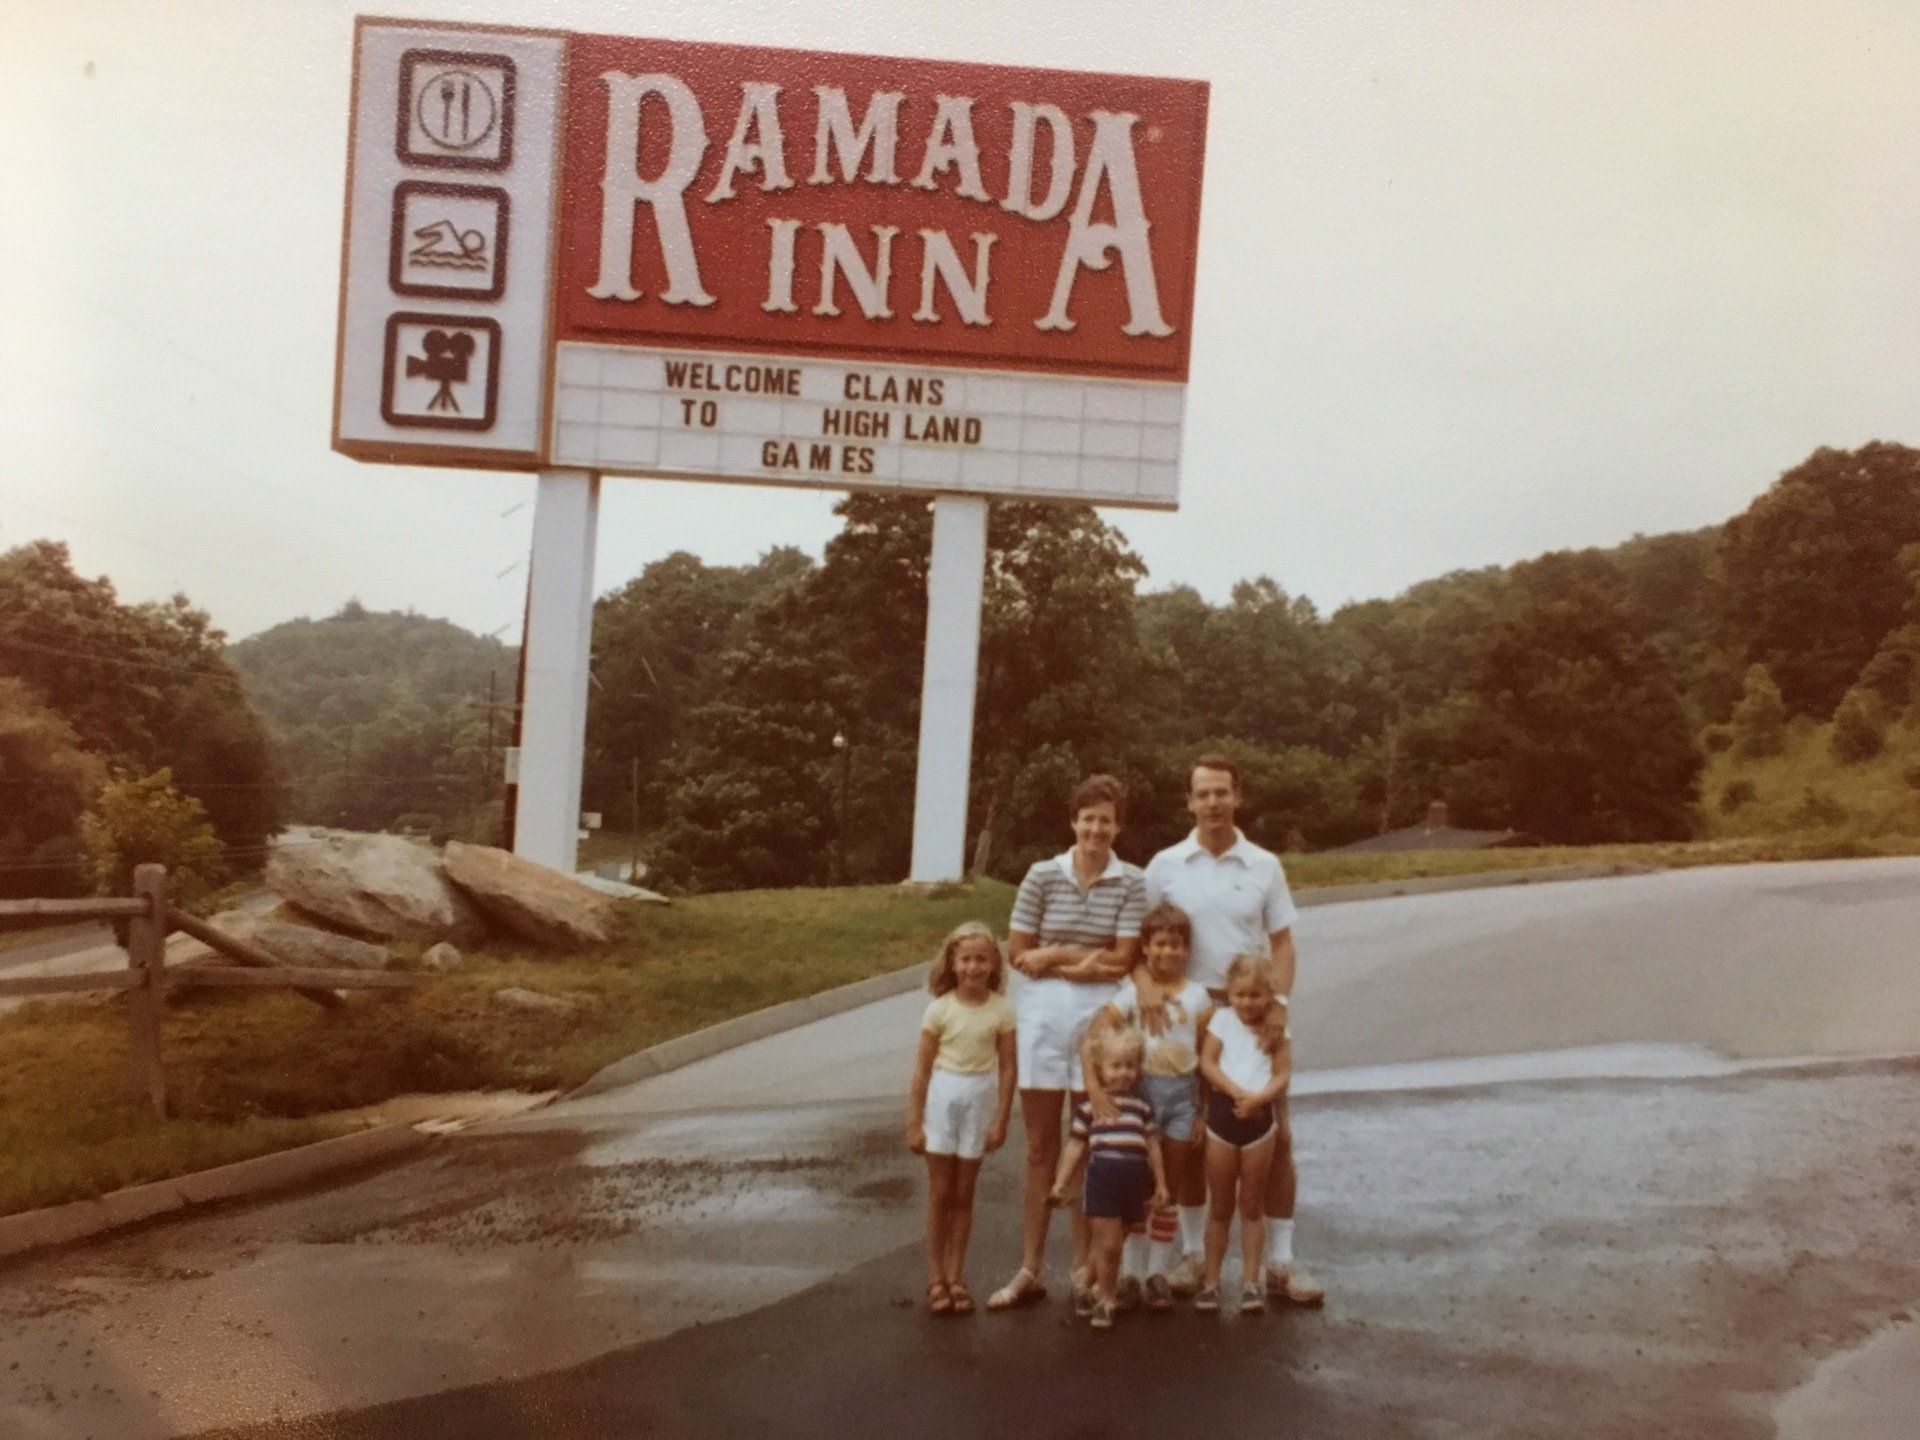 RAMADA
INN
WELCOME CLANS
TO HIGH LAND
GAMES